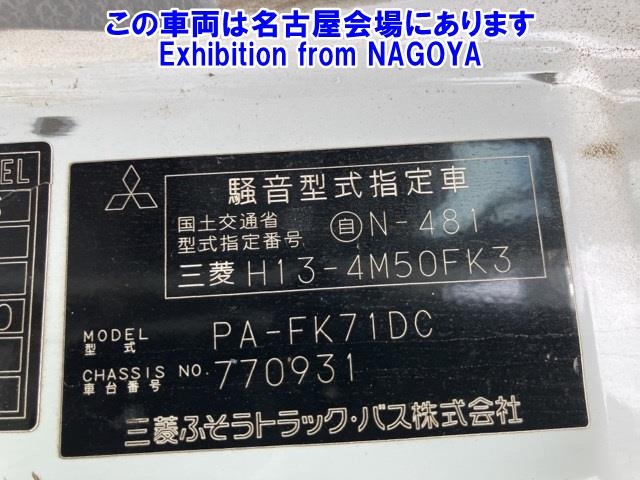 この車両は名古屋会場にあります
Exhibition from NAGOYA
EL
騒音型式指定車
国土交通省
型式指定番号 自 N-481
三菱 H13-4M50FK3
MODEL
型式 PA-FK71DC
CHASSIS NO.
車台番号 770931
三菱ふそうトラック・バス株式会社